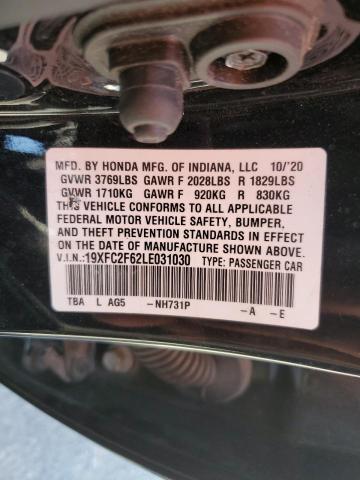 MFD. BY HONDA MFG. OF INDIANA, LLC 10/'20
GVWR 3769LBS GAWR F 2028LBS R 1829LBS
GVWR 1710KG GAWR F 920KG R 830KG
THIS VEHICLE CONFORMS TO ALL APPLICABLE
FEDERAL MOTOR VEHICLE SAFETY, BUMPER,
AND THEFT PREVENTION STANDARDS IN EFFECT
ON THE DATE OF MANUFACTURE SHOWN ABOVE.
V.I.N.:19XFC2F62LE031030 TYPE: PASSENGER CAR
TBA L AG5 -NH731P -A -E